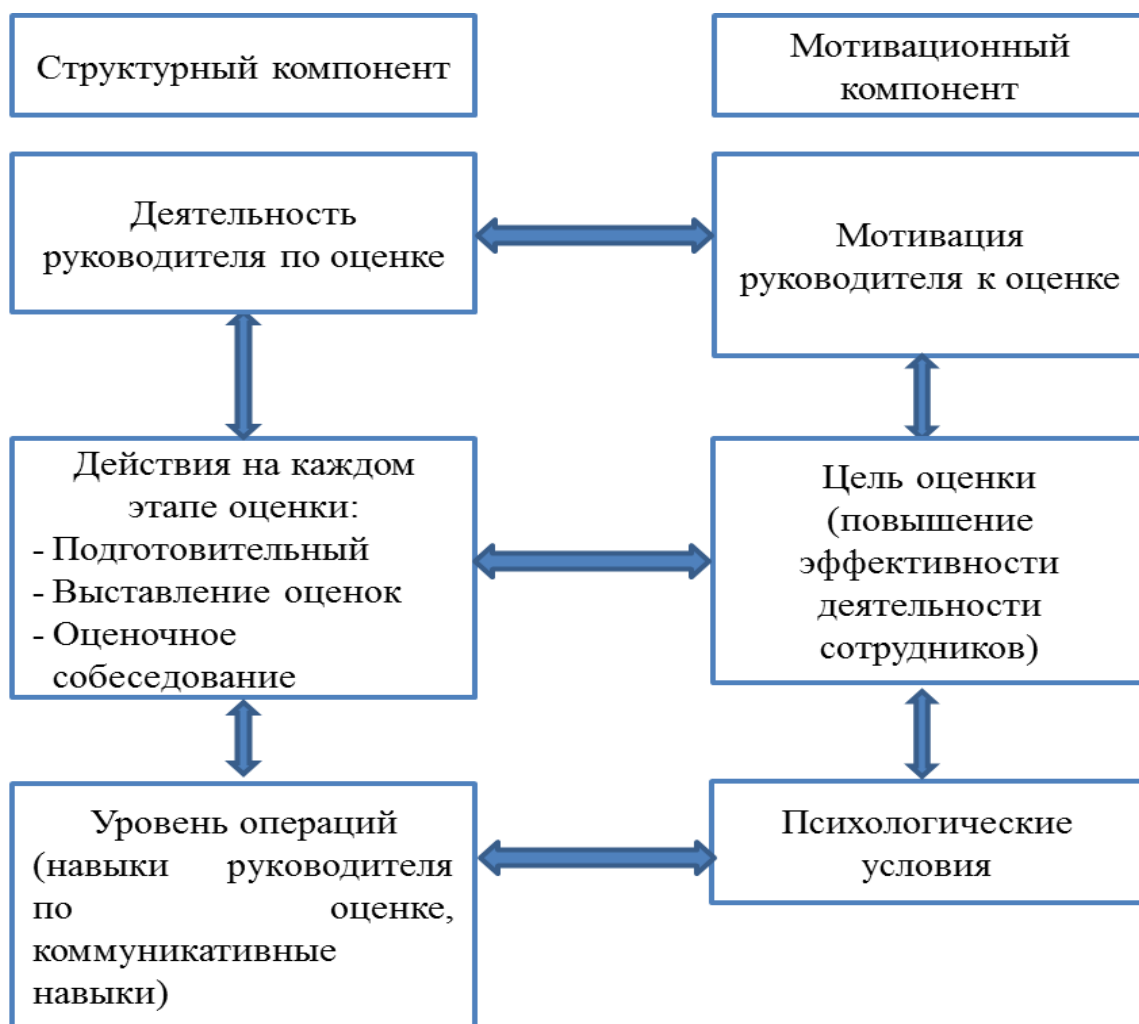 Структурный компонент
Мотивационный
компонент
Деятельность
руководителя по оценке
Мотивация
руководителя к оценке
Действия на каждом
этапе оценки:
- Подготовительный
- Выставление оценок
- Оценочное
собеседование
Цель оценки
(повышение
эффективности
деятельности
сотрудников)
Уровень операций
(навыки руководителя
по оценке,
коммуникативные
навыки)
Психологические
условия